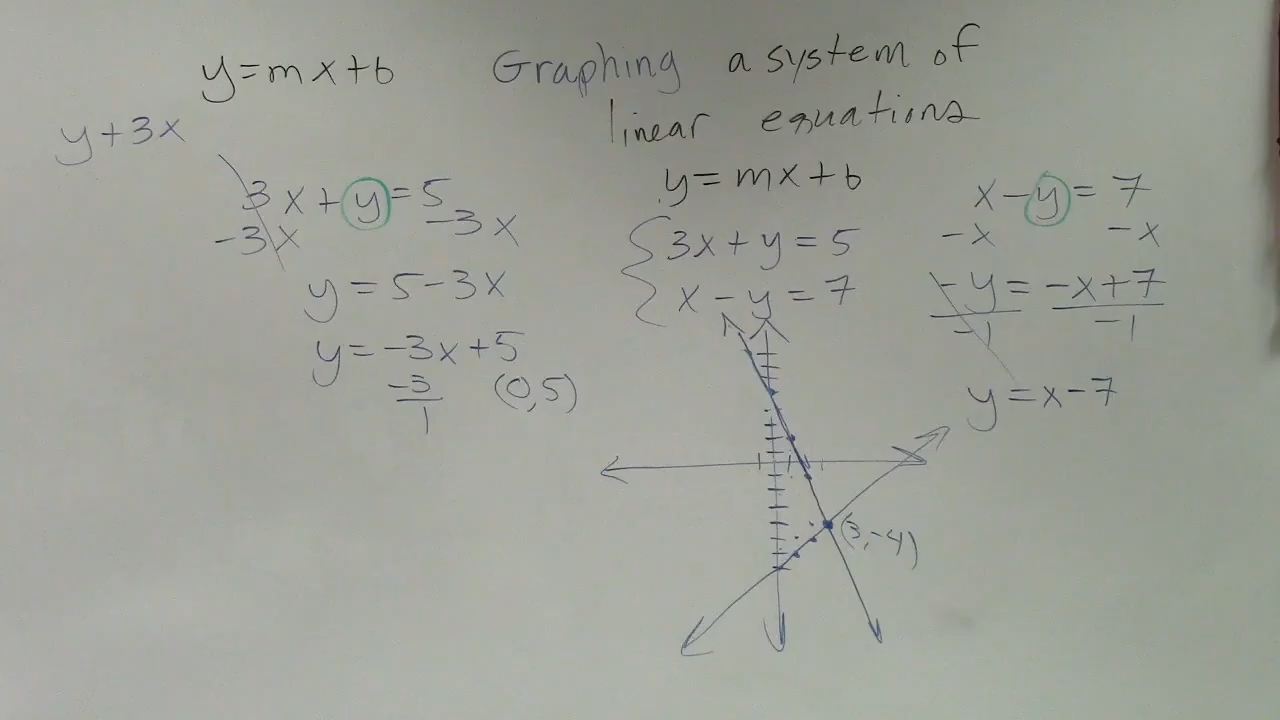 y=mx+b
Graphing a system of
linear equations
y+3x
y=mx+b
3x+y=5
-3x -3x
y=5-3x
y=-3x+5
-3
1
(0,5)
3x+y=5
x-y=7
x-y=7
-x -x
-y=-x+7
-1 -1
y=x-7
(3,-4)